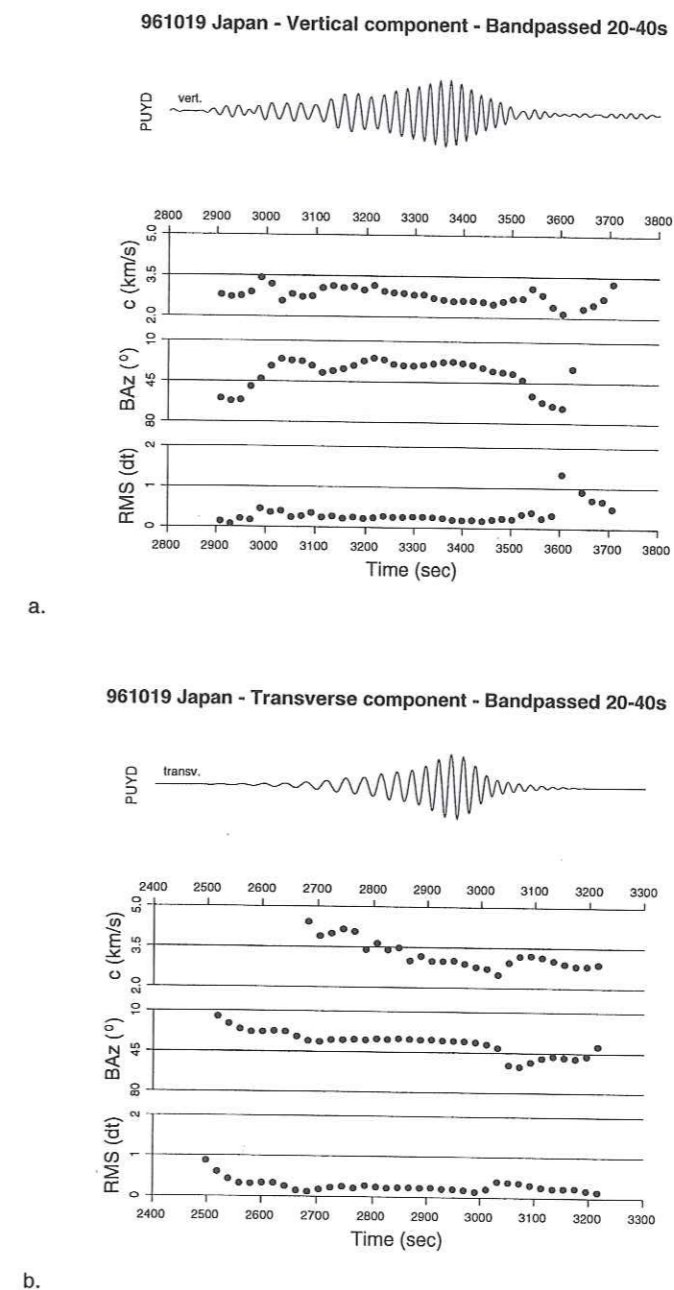 961019 Japan - Vertical component - Bandpassed 20-40s
PUYD
vert.
2800 2900 3000 3100 3200 3300 3400 3500 3600 3700 3800
c (km/s)
5.0
3.5
2.0
BAz (°)
10
45
80
RMS (dt)
2
1
0
2800 2900 3000 3100 3200 3300 3400 3500 3600 3700 3800
Time (sec)
a.
961019 Japan - Transverse component - Bandpassed 20-40s
PUYD
transv.
2400 2500 2600 2700 2800 2900 3000 3100 3200 3300
c (km/s)
5.0
3.5
2.0
BAz (°)
10
45
80
RMS (dt)
2
1
0
2400 2500 2600 2700 2800 2900 3000 3100 3200 3300
Time (sec)
b.